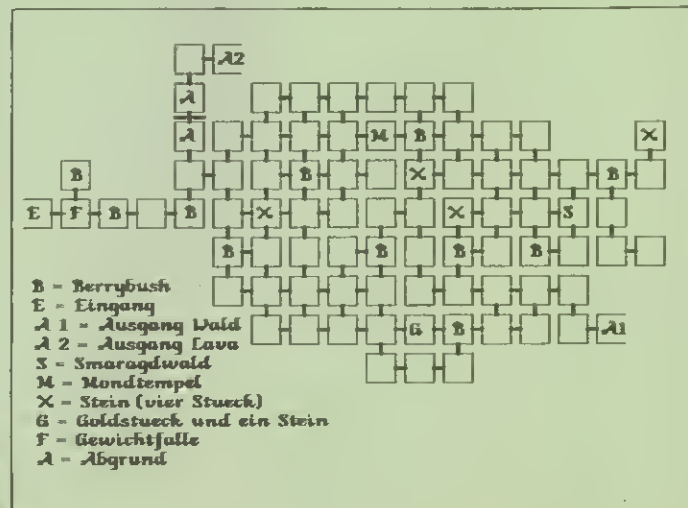 A2
A
A M B X
B B X B
E F B B X X S
B B B B
G B A1
B = Berrybush
E = Eingang
A 1 = Ausgang Wald
A 2 = Ausgang Lava
S = Smaragdwald
M = Mondtempel
X = Stein (vier Stueck)
G = Goldstueck und ein Stein
F = Gewichtfalle
A = Abgrund